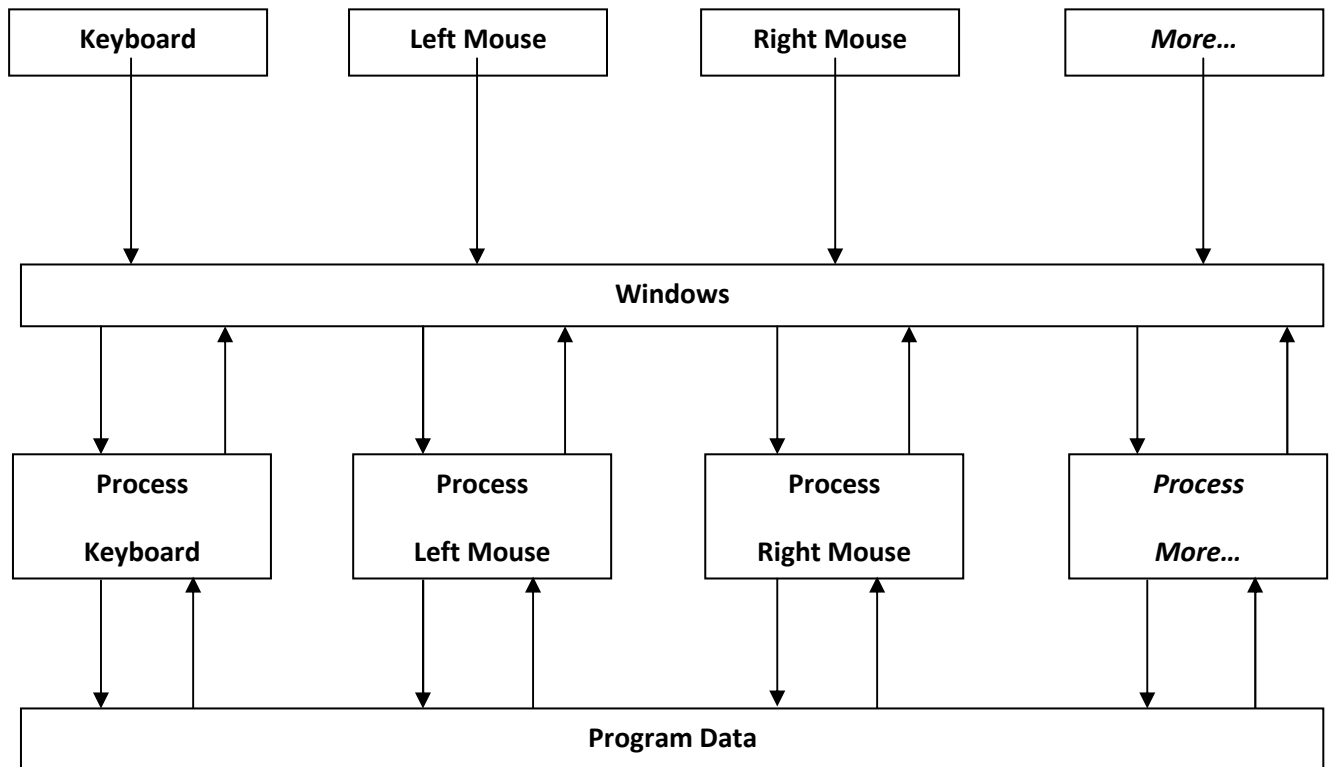 Keyboard
Left Mouse
Right Mouse
More…
Windows
Process
Keyboard
Process
Left Mouse
Process
Right Mouse
Process
More…
Program Data